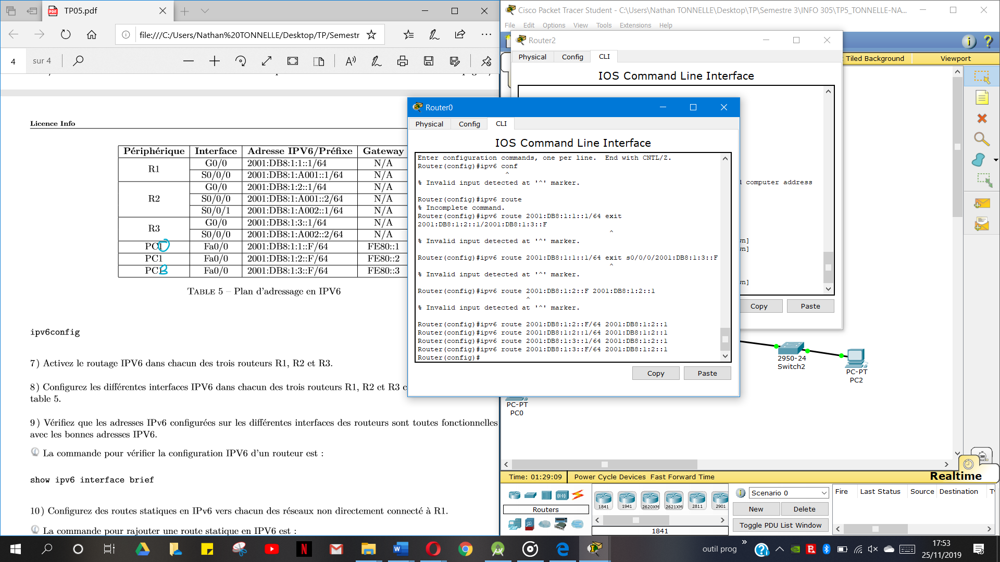 TP05.pdf
file:///C:/Users/Nathan%20TONNELLE/Desktop/TP/Semestr
4 sur 4
Licence Info
Périphérique Interface Adresse IPV6/Préfixe Gateway
R1 G0/0 2001:DB8:1:1::1/64 N/A
S0/0/0 2001:DB8:1:A001::1/64 N/A
R2 G0/0 2001:DB8:1:2::1/64 N/A
S0/0/0 2001:DB8:1:A001::2/64 N/A
S0/0/1 2001:DB8:1:A002::1/64 N/A
R3 G0/0 2001:DB8:1:3::1/64 N/A
S0/0/0 2001:DB8:1:A002::2/64 N/A
PC1 Fa0/0 2001:DB8:1:1::F/64 FE80::1
PC1 Fa0/0 2001:DB8:1:2::F/64 FE80::2
PC1 Fa0/0 2001:DB8:1:3::F/64 FE80::3
TABLE 5 – Plan d'adressage en IPV6
ipv6config
7) Activez le routage IPV6 dans chacun des trois routeurs R1, R2 et R3.
8) Configurez les différentes interfaces IPV6 dans chacun des trois routeurs R1, R2 et R3 c
table 5.
9) Vérifiez que les adresses IPv6 configurées sur les différentes interfaces des routeurs sont toutes fonctionnelles
avec les bonnes adresses IPV6.
La commande pour vérifier la configuration IPV6 d'un routeur est :
show ipv6 interface brief
10) Configurez des routes statiques en IPv6 vers chacun des réseaux non directement connecté à R1.
La commande pour rajouter une route statique en IPV6 est :
Cisco Packet Tracer Student - C:\Users\Nathan TONNELLE\Desktop\TP\Semestre 3\INFO 305\TP5_TONNELLE-NA...
File Edit Options View Tools Extensions Help
Tiled Background Viewport
Router2
Physical Config CLI
IOS Command Line Interface
computer address
wn]
wn]
wn]
Copy Paste
Router0
Physical Config CLI
IOS Command Line Interface
Enter configuration commands, one per line. End with CNTL/Z.
Router(config)#ipv6 conf
^
% Invalid input detected at '^' marker.
Router(config)#ipv6 route
% Incomplete command.
Router(config)#ipv6 route 2001:DB8:1:1::1/64 exit
2001:DB8:1:2::1/2001:DB8:1:3::F
^
% Invalid input detected at '^' marker.
Router(config)#ipv6 route 2001:DB8:1:1::1/64 exit s0/0/0/2001:DB8:1:3::F
^
% Invalid input detected at '^' marker.
Router(config)#ipv6 route 2001:DB8:1:2::F 2001:DB8:1:2::1
^
% Invalid input detected at '^' marker.
Router(config)#ipv6 route 2001:DB8:1:2::F/64 2001:DB8:1:2::1
Router(config)#ipv6 route 2001:DB8:1:2::1/64 2001:DB8:1:2::1
Router(config)#ipv6 route 2001:DB8:1:3::1/64 2001:DB8:1:2::1
Router(config)#ipv6 route 2001:DB8:1:3::F/64 2001:DB8:1:2::1
Router(config)#
Copy Paste
2950-24
Switch2
PC-PT
PC2
PC-PT
PC0
Time: 01:29:09 Power Cycle Devices Fast Forward Time
Realtime
Routers
1841 1941 2620XM 2621XM 2811 2901
1841
Scenario 0
New Delete
Toggle PDU List Window
Fire Last Status Source Destination Ty
outil prog
17:53
25/11/2019